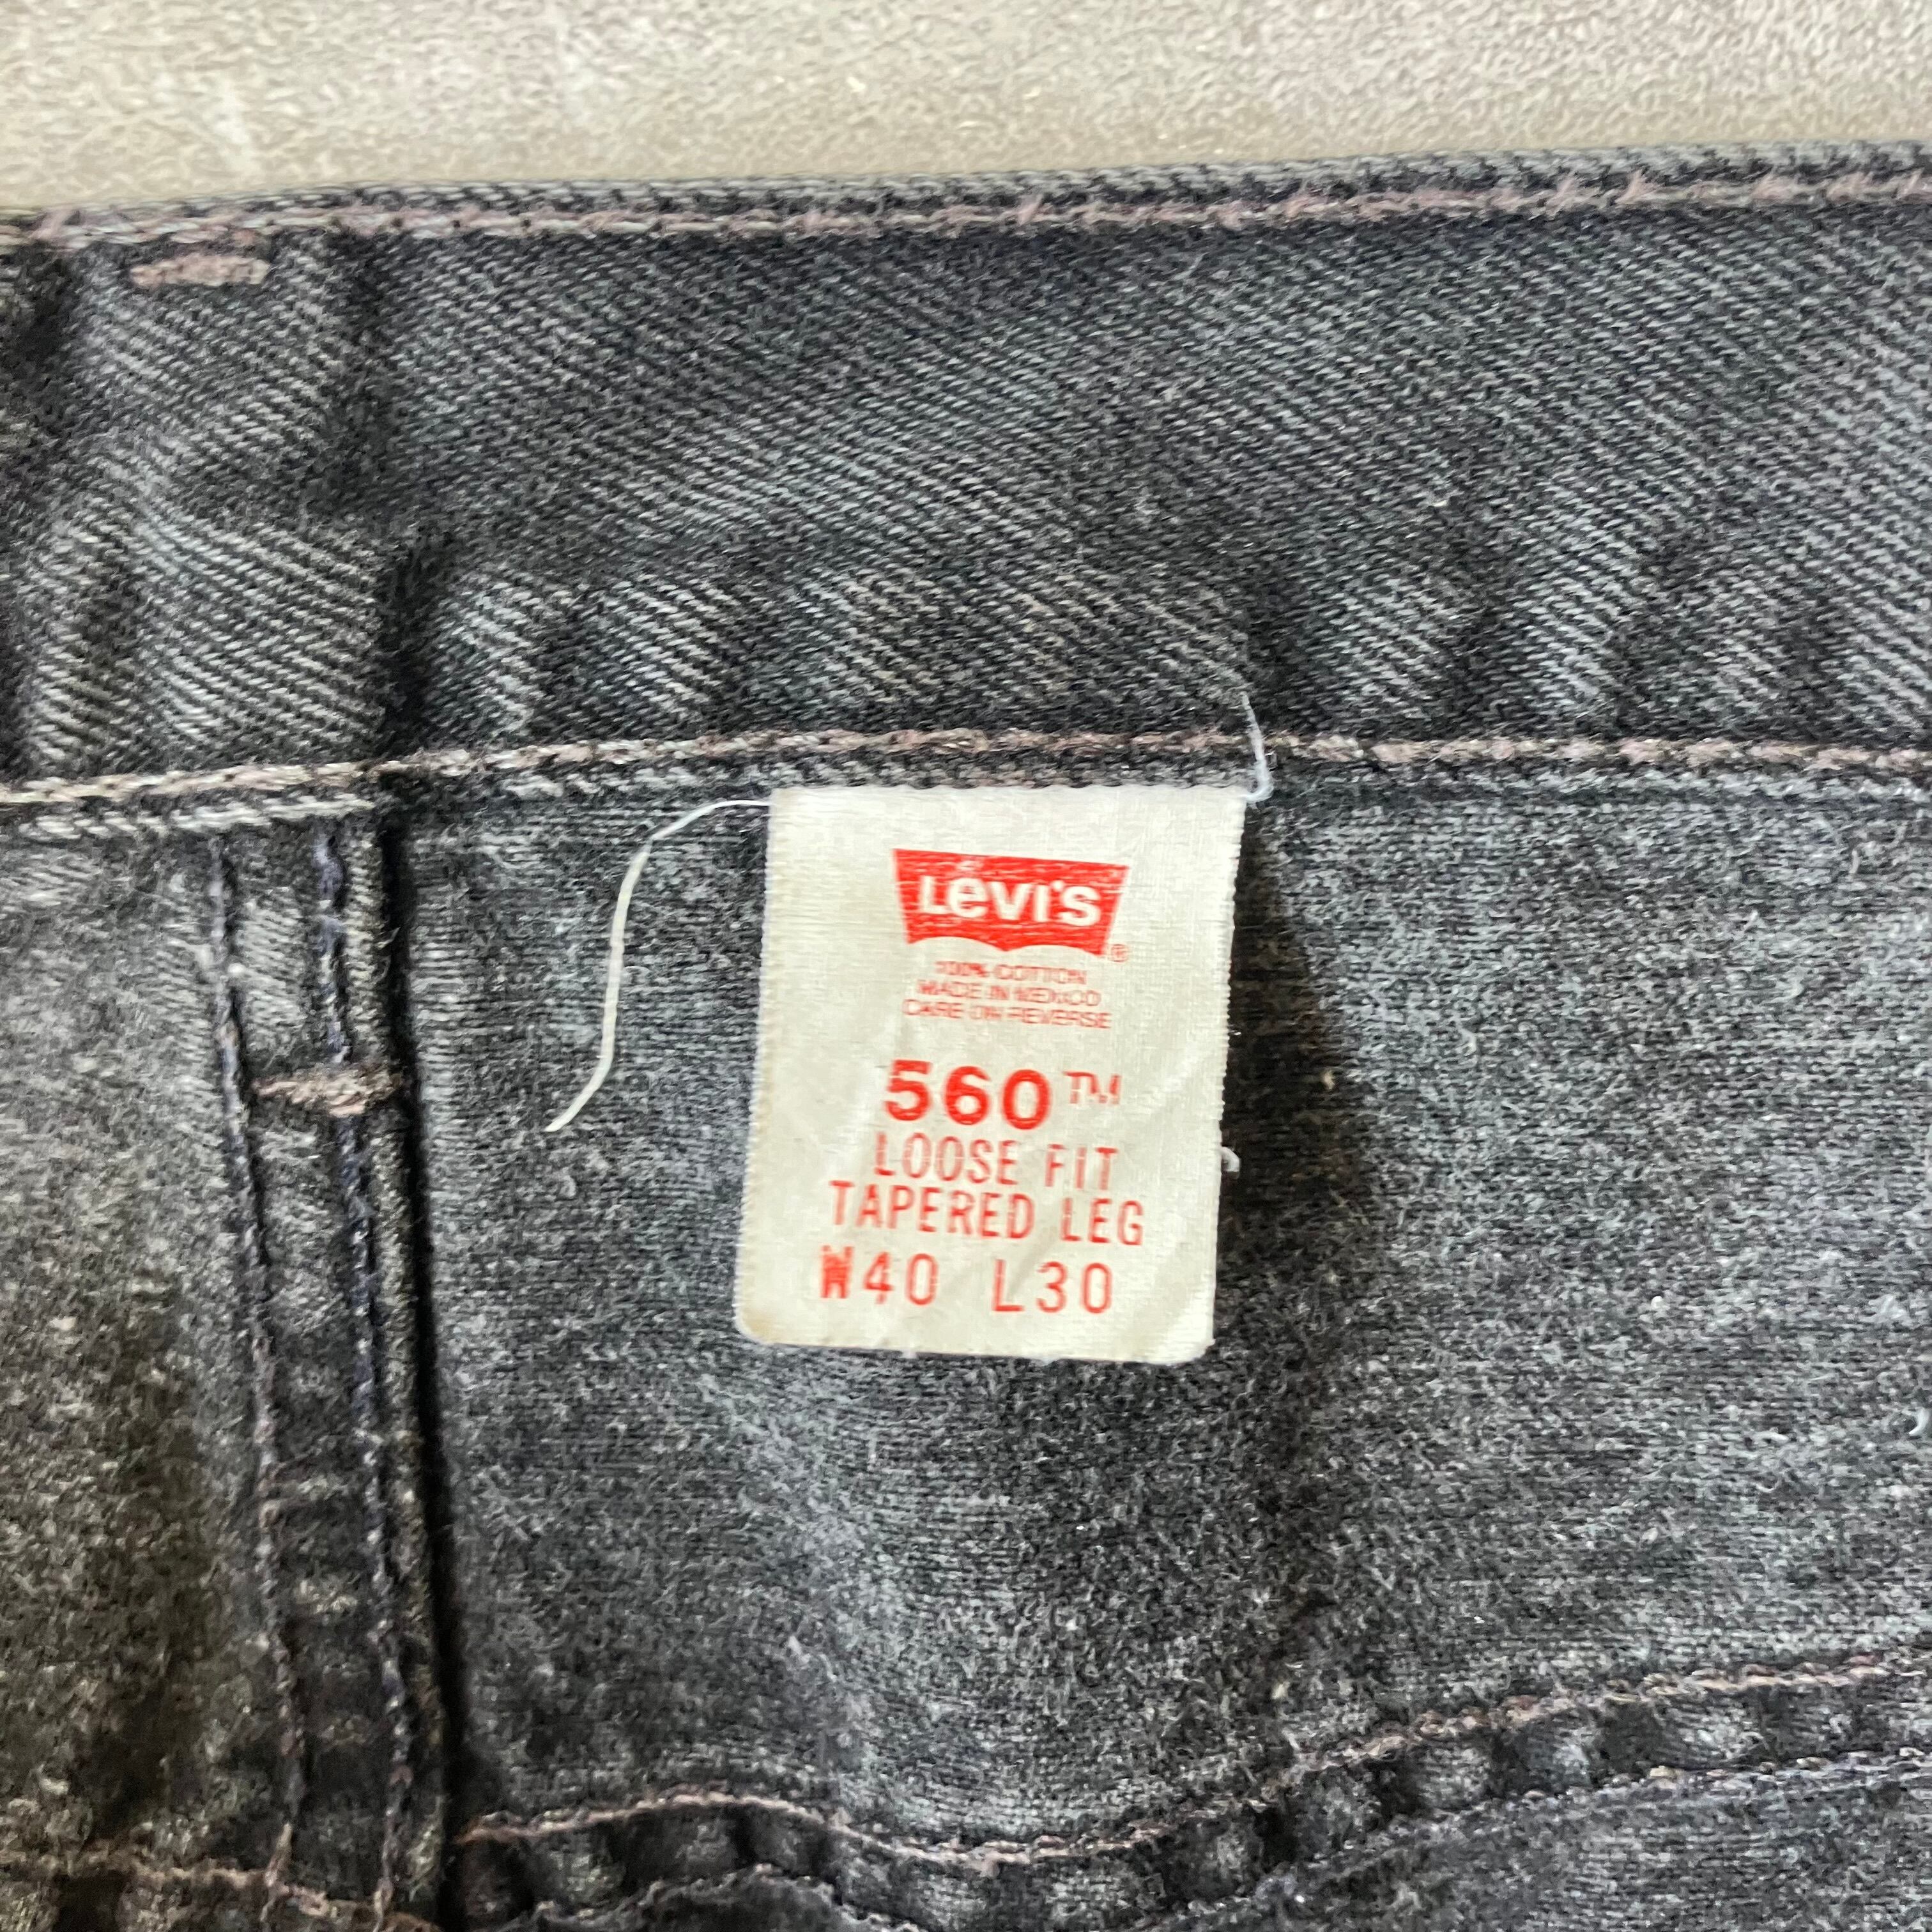 Levi's ®
100% COTTON
MADE IN MEXICO
CARE ON REVERSE
560™
LOOSE FIT
TAPERED LEG
W40 L30